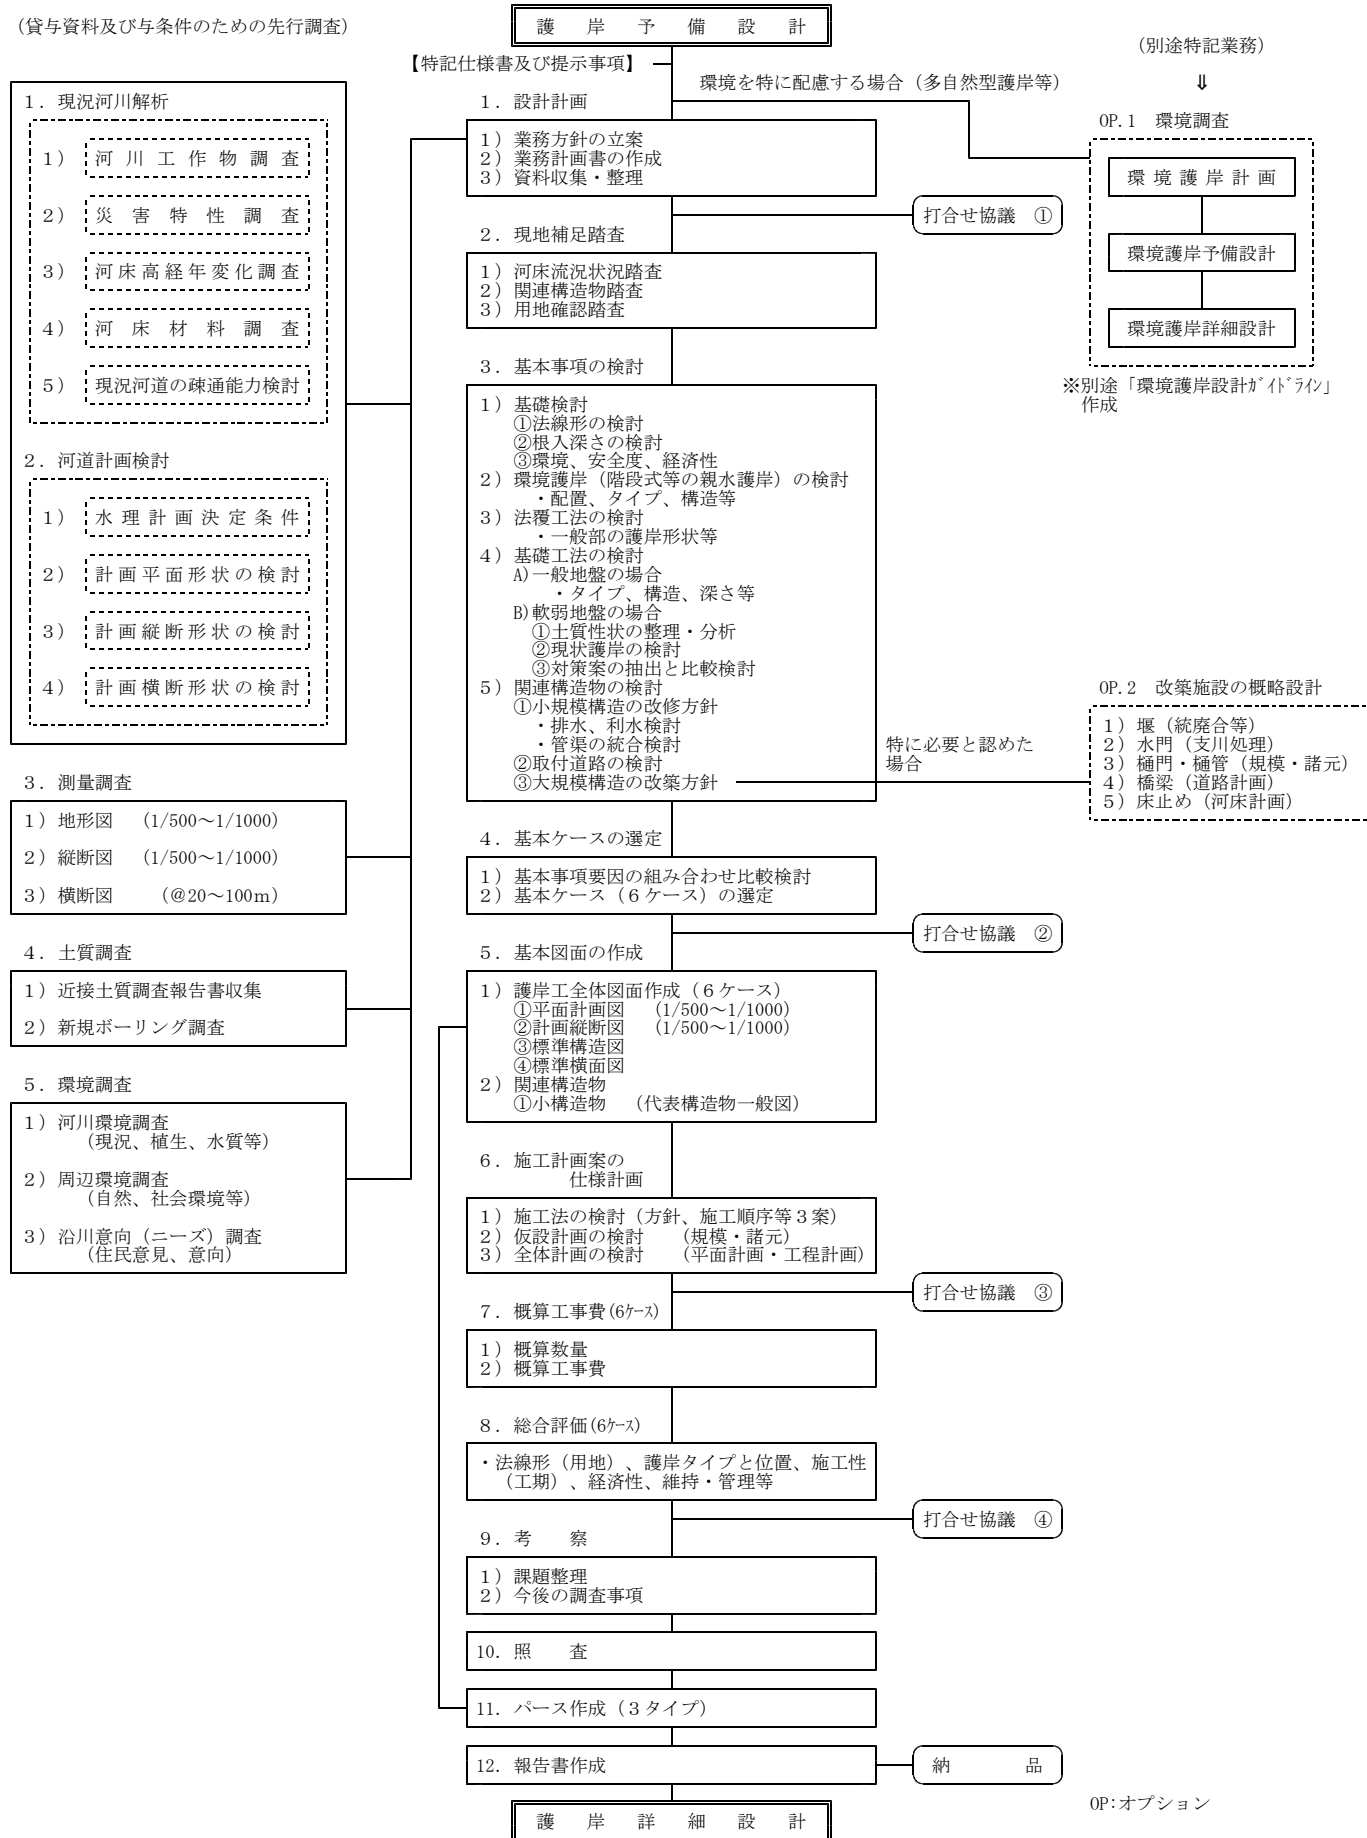 (貸与資料及び与条件のための先行調査)
護岸予備設計
【特記仕様書及び提示事項】
(別途特記業務)
⇓
環境を特に配慮する場合（多自然型護岸等）
1．現況河川解析
1） 河川工作物調査
2） 災害特性調査
3） 河床高経年変化調査
4） 河床材料調査
5） 現況河道の疎通能力検討
2．河道計画検討
1） 水理計画決定条件
2） 計画平面形状の検討
3） 計画縦断形状の検討
4） 計画横断形状の検討
3．測量調査
1）地形図　(1/500～1/1000)
2）縦断図　(1/500～1/1000)
3）横断図　(@20～100m)
4．土質調査
1）近接土質調査報告書収集
2）新規ボーリング調査
5．環境調査
1）河川環境調査
(現況、植生、水質等)
2）周辺環境調査
(自然、社会環境等)
3）沿川意向（ニーズ）調査
(住民意見、意向)
1．設計計画
1）業務方針の立案
2）業務計画書の作成
3）資料収集・整理
打合せ協議　①
2．現地補足踏査
1）河床流況状況踏査
2）関連構造物踏査
3）用地確認踏査
3．基本事項の検討
1）基礎検討
①法線形の検討
②根入深さの検討
③環境、安全度、経済性
2）環境護岸（階段式等の親水護岸）の検討
・配置、タイプ、構造等
3）法覆工法の検討
・一般部の護岸形状等
4）基礎工法の検討
A)一般地盤の場合
・タイプ、構造、深さ等
B)軟弱地盤の場合
①土質性状の整理・分析
②現状護岸の検討
③対策案の抽出と比較検討
5）関連構造物の検討
①小規模構造の改修方針
・排水、利水検討
・管渠の統合検討
②取付道路の検討
③大規模構造の改築方針
特に必要と認めた
場合
4．基本ケースの選定
1）基本事項要因の組み合わせ比較検討
2）基本ケース（6ケース）の選定
打合せ協議　②
5．基本図面の作成
1）護岸工全体図面作成（6ケース）
①平面計画図　(1/500～1/1000)
②計画縦断図　(1/500～1/1000)
③標準構造図
④標準横面図
2）関連構造物
①小構造物　（代表構造物一般図）
6．施工計画案の
仕様計画
1）施工法の検討（方針、施工順序等3案）
2）仮設計画の検討　（規模・諸元）
3）全体計画の検討　（平面計画・工程計画）
打合せ協議　③
7．概算工事費(6ｹｰｽ)
1）概算数量
2）概算工事費
8．総合評価(6ｹｰｽ)
・法線形（用地）、護岸タイプと位置、施工性
（工期）、経済性、維持・管理等
打合せ協議　④
9．考　察
1）課題整理
2）今後の調査事項
10．照　査
11．パース作成（3タイプ）
12．報告書作成
納　品
護岸詳細設計
OP.1　環境調査
環境護岸計画
環境護岸予備設計
環境護岸詳細設計
※別途「環境護岸設計ｶﾞｲﾄﾞﾗｲﾝ」
作成
OP.2　改築施設の概略設計
1）堰（統廃合等）
2）水門（支川処理）
3）樋門・樋管（規模・諸元）
4）橋梁（道路計画）
5）床止め（河床計画）
OP:オプション